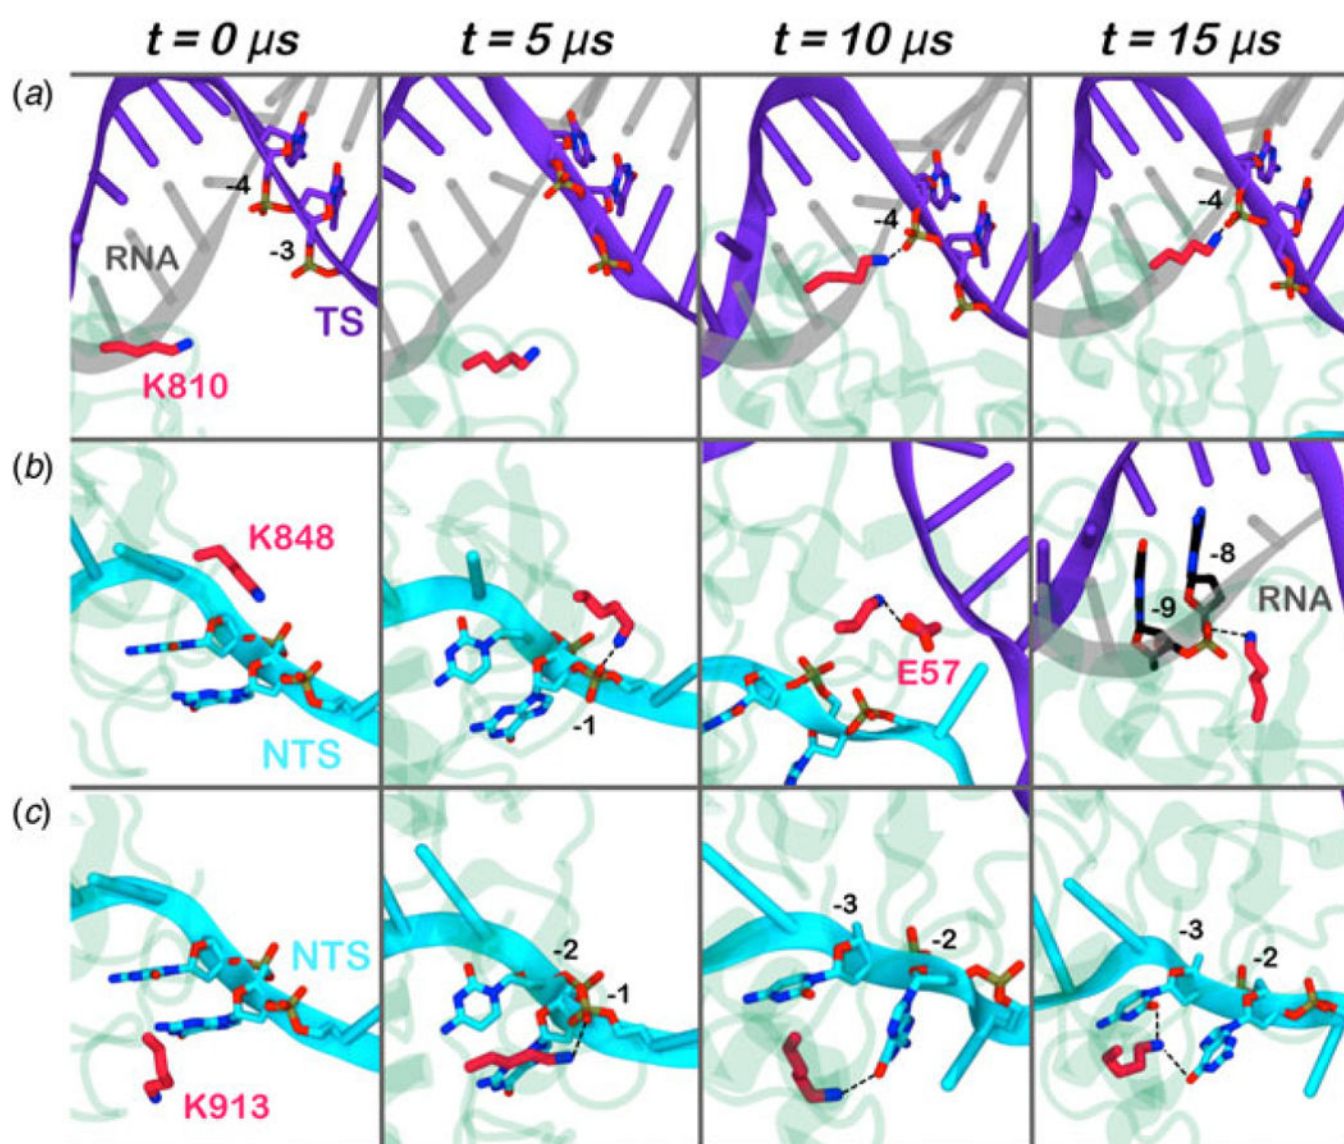 t = 0 μs t = 5 μs t = 10 μs t = 15 μs
(a)
-4
-4
-4
RNA
-3
TS
K810
(b)
K848
-8
RNA
-9
E57
-1
NTS
(c)
-3
-3
NTS
-2
-2
-2
-1
K913